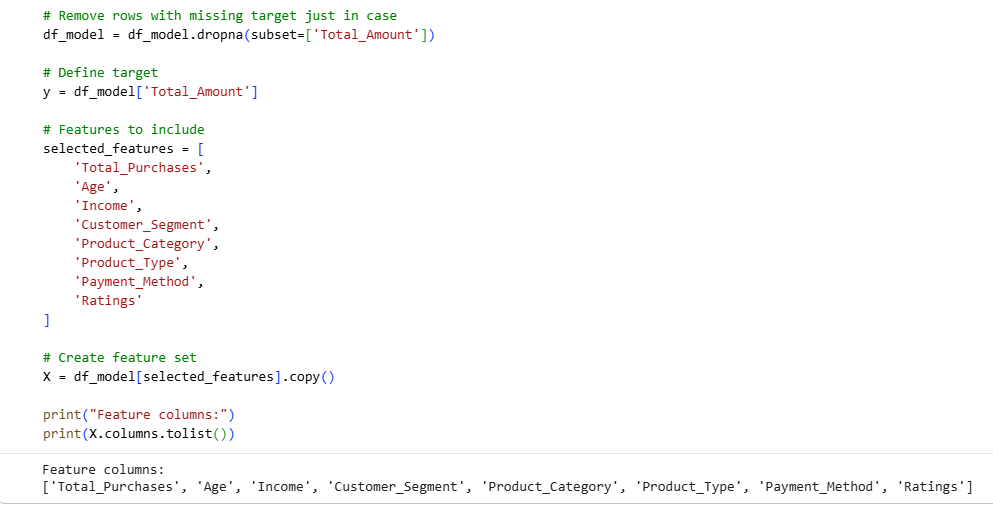 # Remove rows with missing target just in case
df_model = df_model.dropna(subset=['Total_Amount'])
# Define target
y = df_model['Total_Amount']
# Features to include
selected_features = [
'Total_Purchases',
'Age',
'Income',
'Customer_Segment',
'Product_Category',
'Product_Type',
'Payment_Method',
'Ratings'
]
# Create feature set
X = df_model[selected_features].copy()
print("Feature columns:")
print(X.columns.tolist())
Feature columns:
['Total_Purchases', 'Age', 'Income', 'Customer_Segment', 'Product_Category', 'Product_Type', 'Payment_Method', 'Ratings']